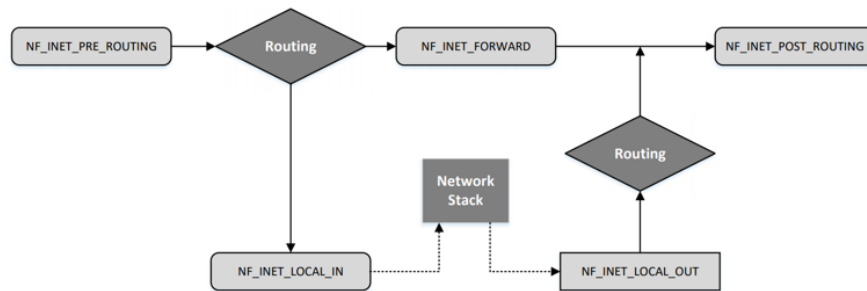 NF_INET_PRE_ROUTING
Routing
NF_INET_FORWARD
NF_INET_POST_ROUTING
Routing
Network
Stack
NF_INET_LOCAL_IN
NF_INET_LOCAL_OUT